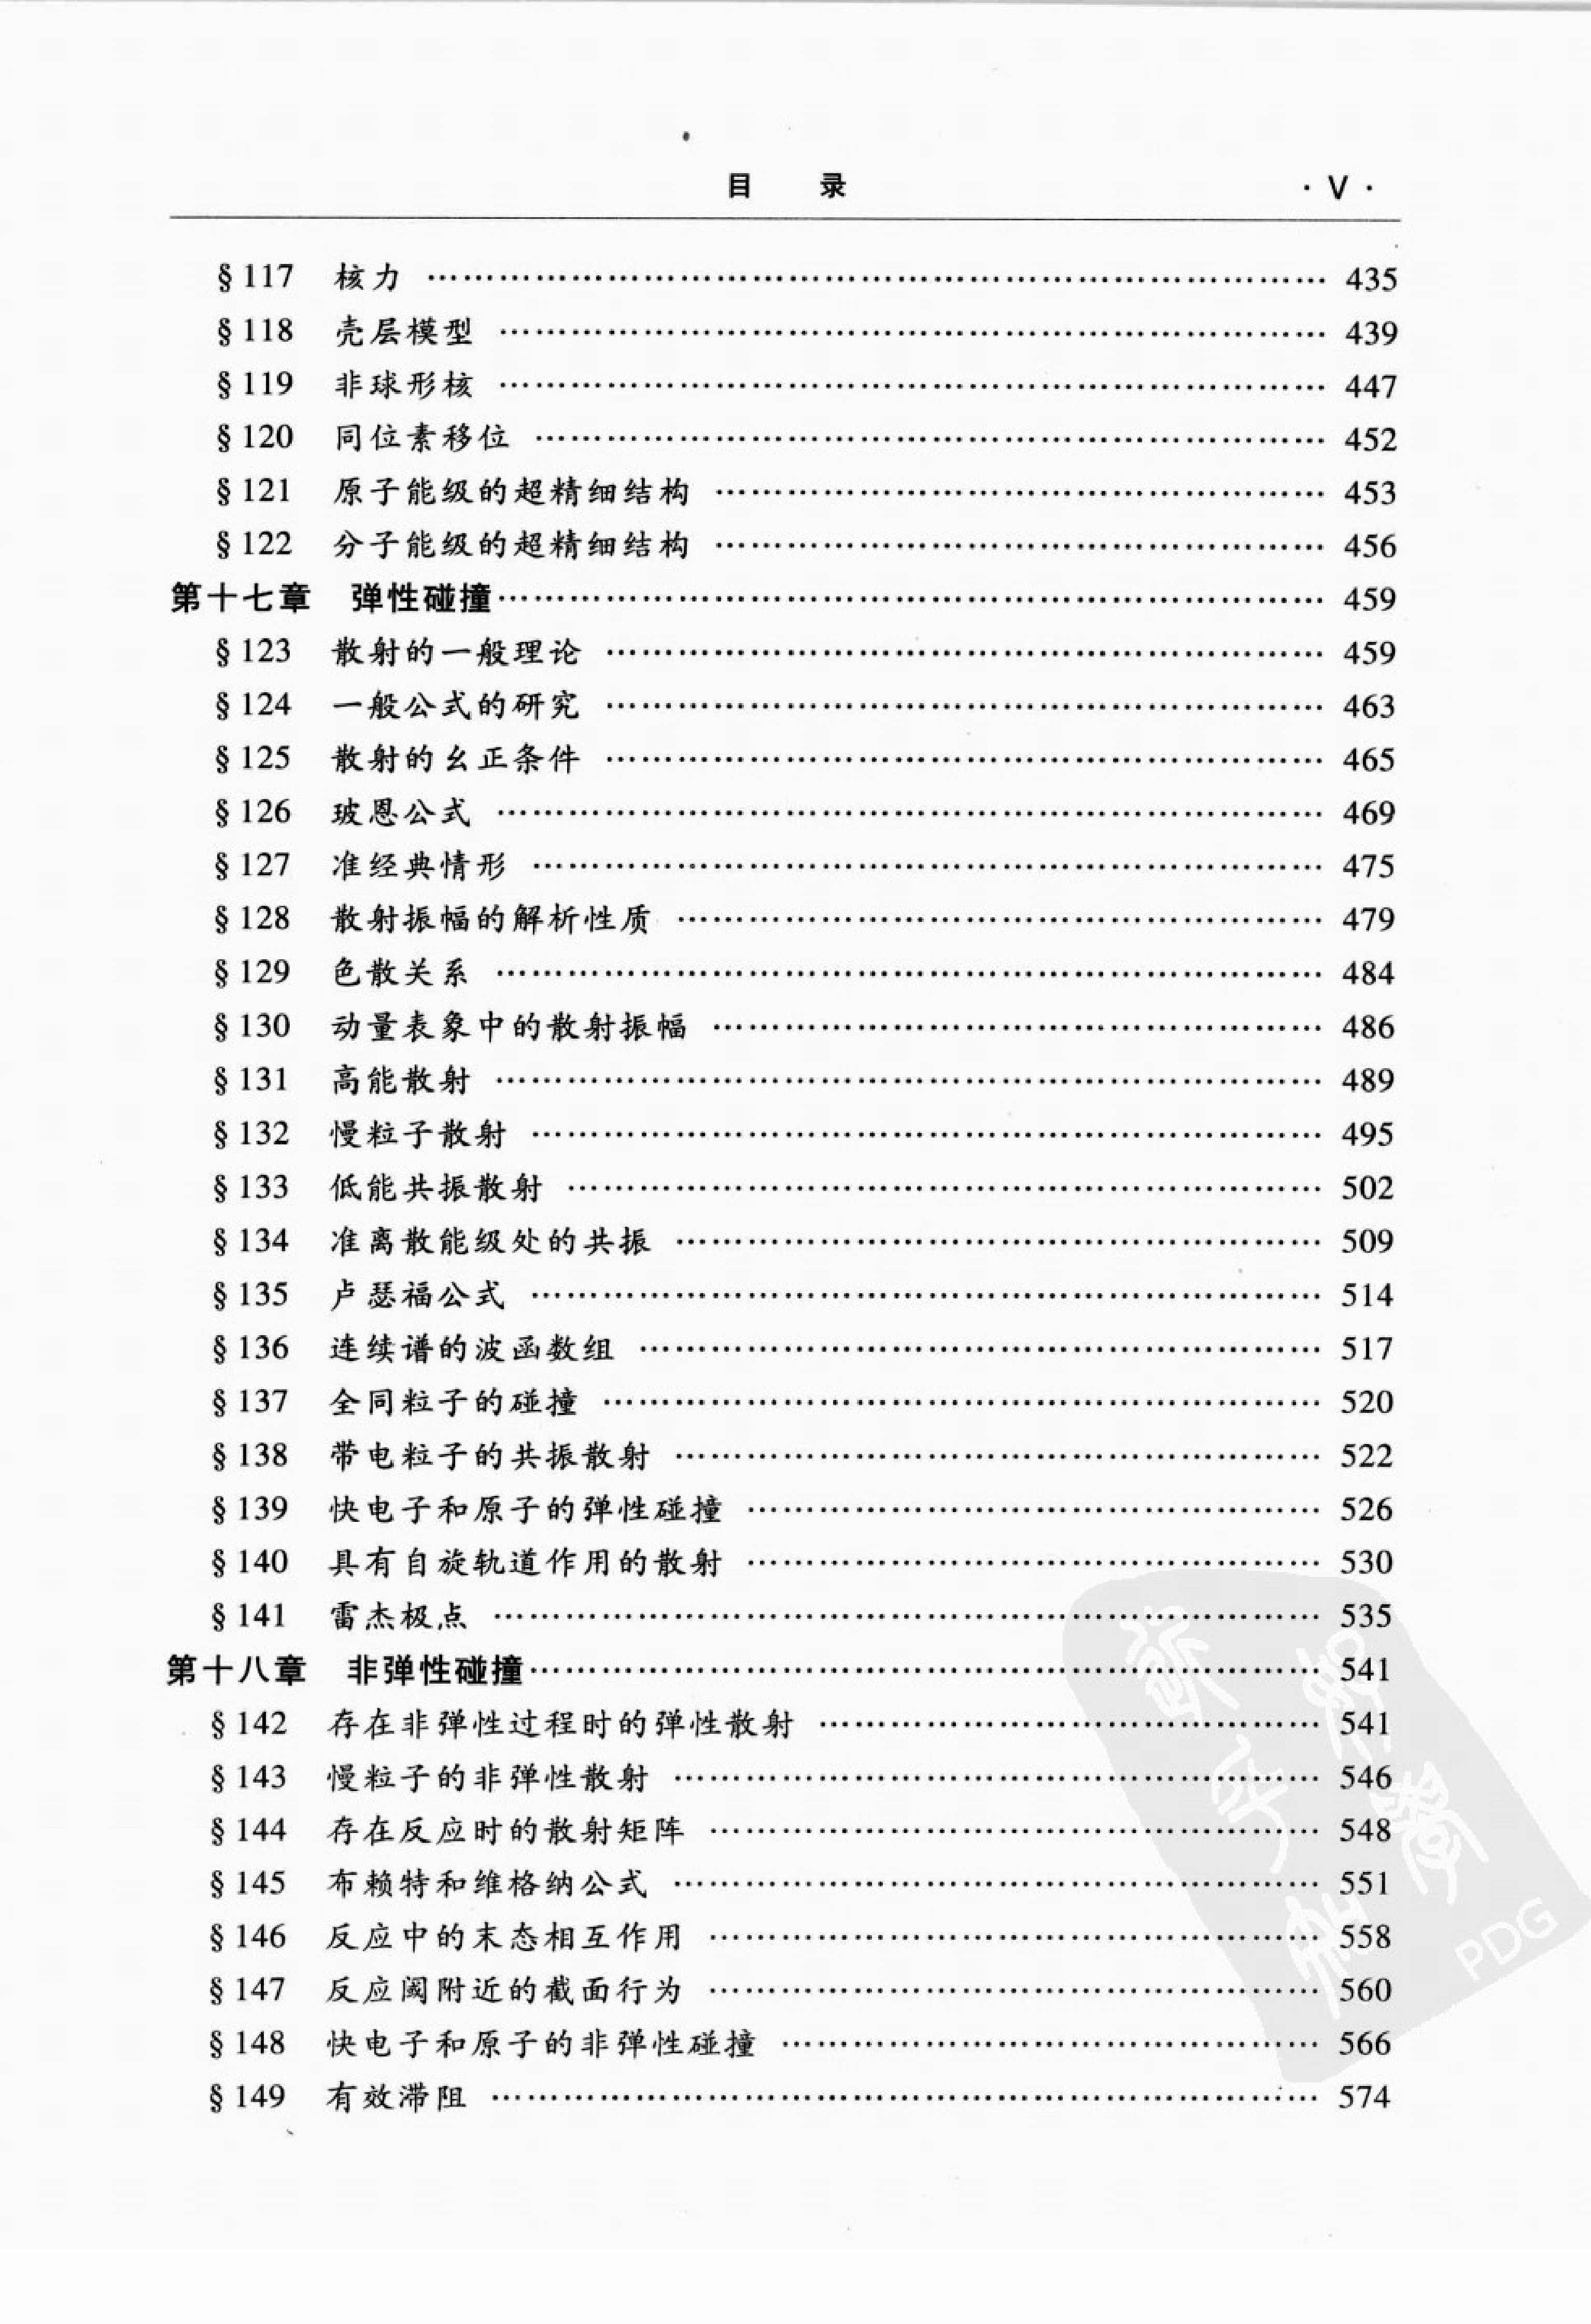 目 录 · V ·
§117 核力 …… 435
§118 壳层模型 …… 439
§119 非球形核 …… 447
§120 同位素移位 …… 452
§121 原子能级的超精细结构 …… 453
§122 分子能级的超精细结构 …… 456
第十七章 弹性碰撞 …… 459
§123 散射的一般理论 …… 459
§124 一般公式的研究 …… 463
§125 散射的幺正条件 …… 465
§126 玻恩公式 …… 469
§127 准经典情形 …… 475
§128 散射振幅的解析性质 …… 479
§129 色散关系 …… 484
§130 动量表象中的散射振幅 …… 486
§131 高能散射 …… 489
§132 慢粒子散射 …… 495
§133 低能共振散射 …… 502
§134 准离散能级处的共振 …… 509
§135 卢瑟福公式 …… 514
§136 连续谱的波函数组 …… 517
§137 全同粒子的碰撞 …… 520
§138 带电粒子的共振散射 …… 522
§139 快电子和原子的弹性碰撞 …… 526
§140 具有自旋轨道作用的散射 …… 530
§141 雷杰极点 …… 535
第十八章 非弹性碰撞 …… 541
§142 存在非弹性过程时的弹性散射 …… 541
§143 慢粒子的非弹性散射 …… 546
§144 存在反应时的散射矩阵 …… 548
§145 布赖特和维格纳公式 …… 551
§146 反应中的末态相互作用 …… 558
§147 反应阈附近的截面行为 …… 560
§148 快电子和原子的非弹性碰撞 …… 566
§149 有效滞阻 …… 574
PDG